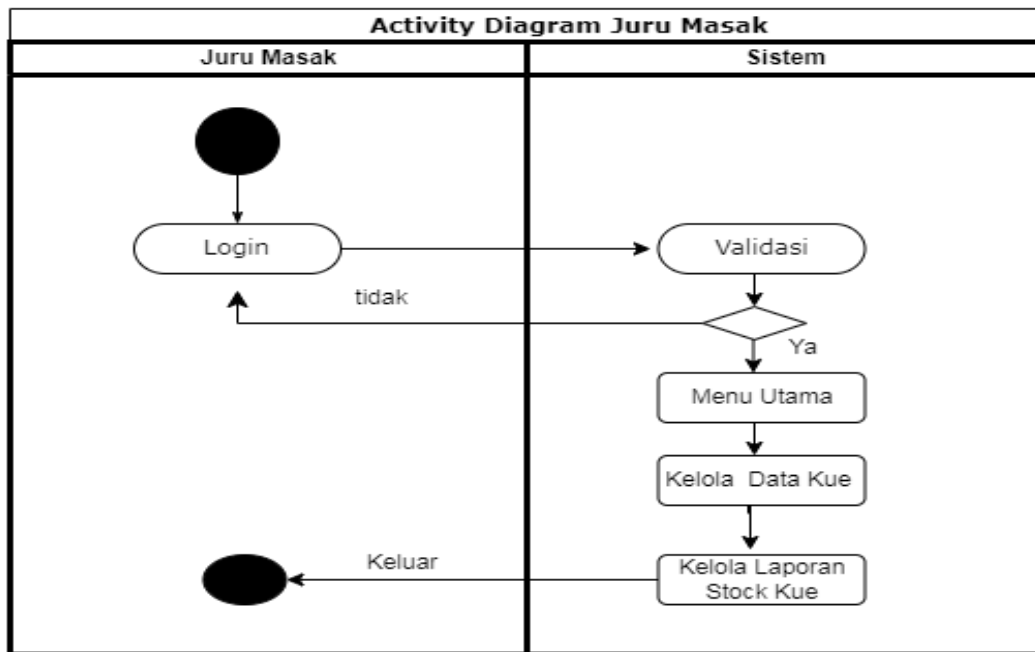 Activity Diagram Juru Masak
Juru Masak
Sistem
Login
Validasi
tidak
Ya
Menu Utama
Kelola Data Kue
Keluar
Kelola Laporan
Stock Kue